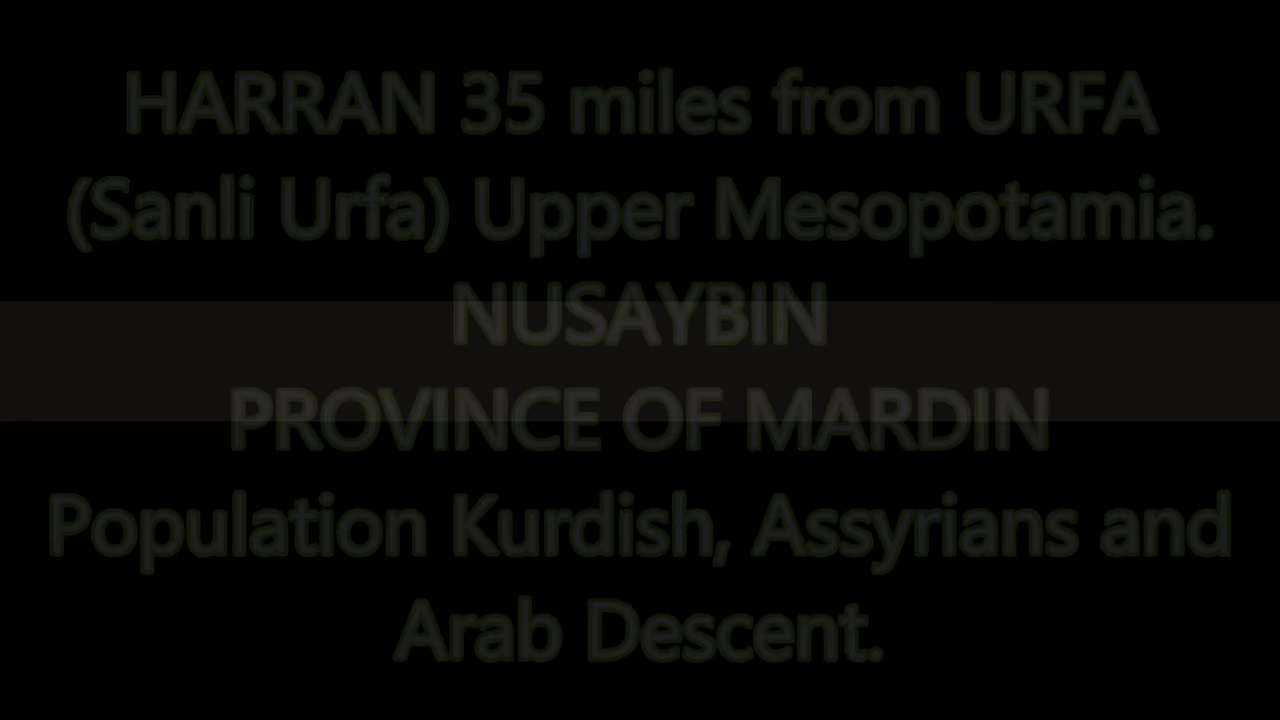 HARRAN 35 miles from URFA
(Sanli Urfa) Upper Mesopotamia.
NUSAYBIN
PROVINCE OF MARDIN
Population Kurdish, Assyrians and
Arab Descent.